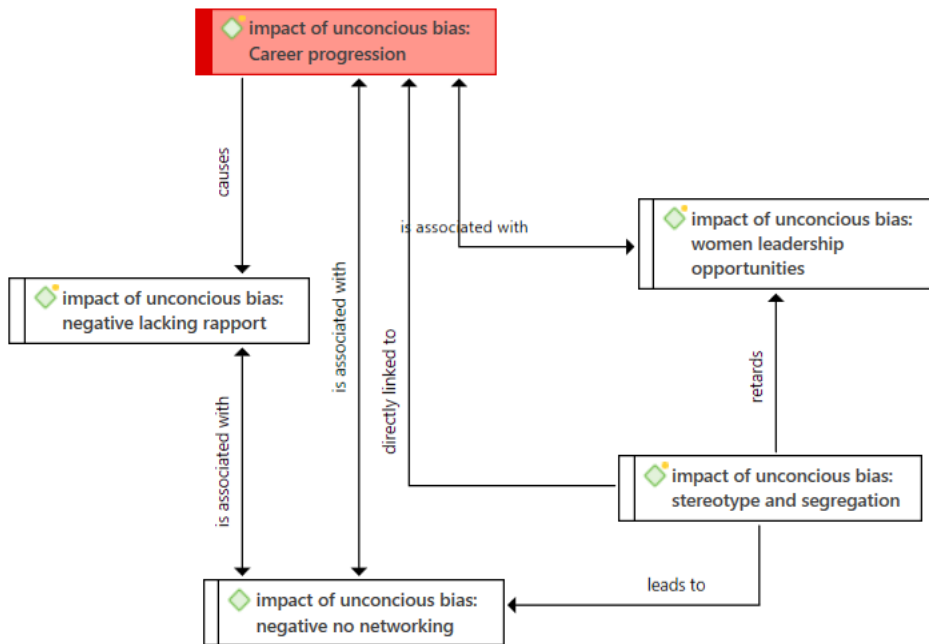 impact of unconcious bias:
Career progression
causes
is associated with
impact of unconcious bias:
women leadership
opportunities
impact of unconcious bias:
negative lacking rapport
is associated with
directly linked to
retards
is associated with
impact of unconcious bias:
stereotype and segregation
leads to
impact of unconcious bias:
negative no networking